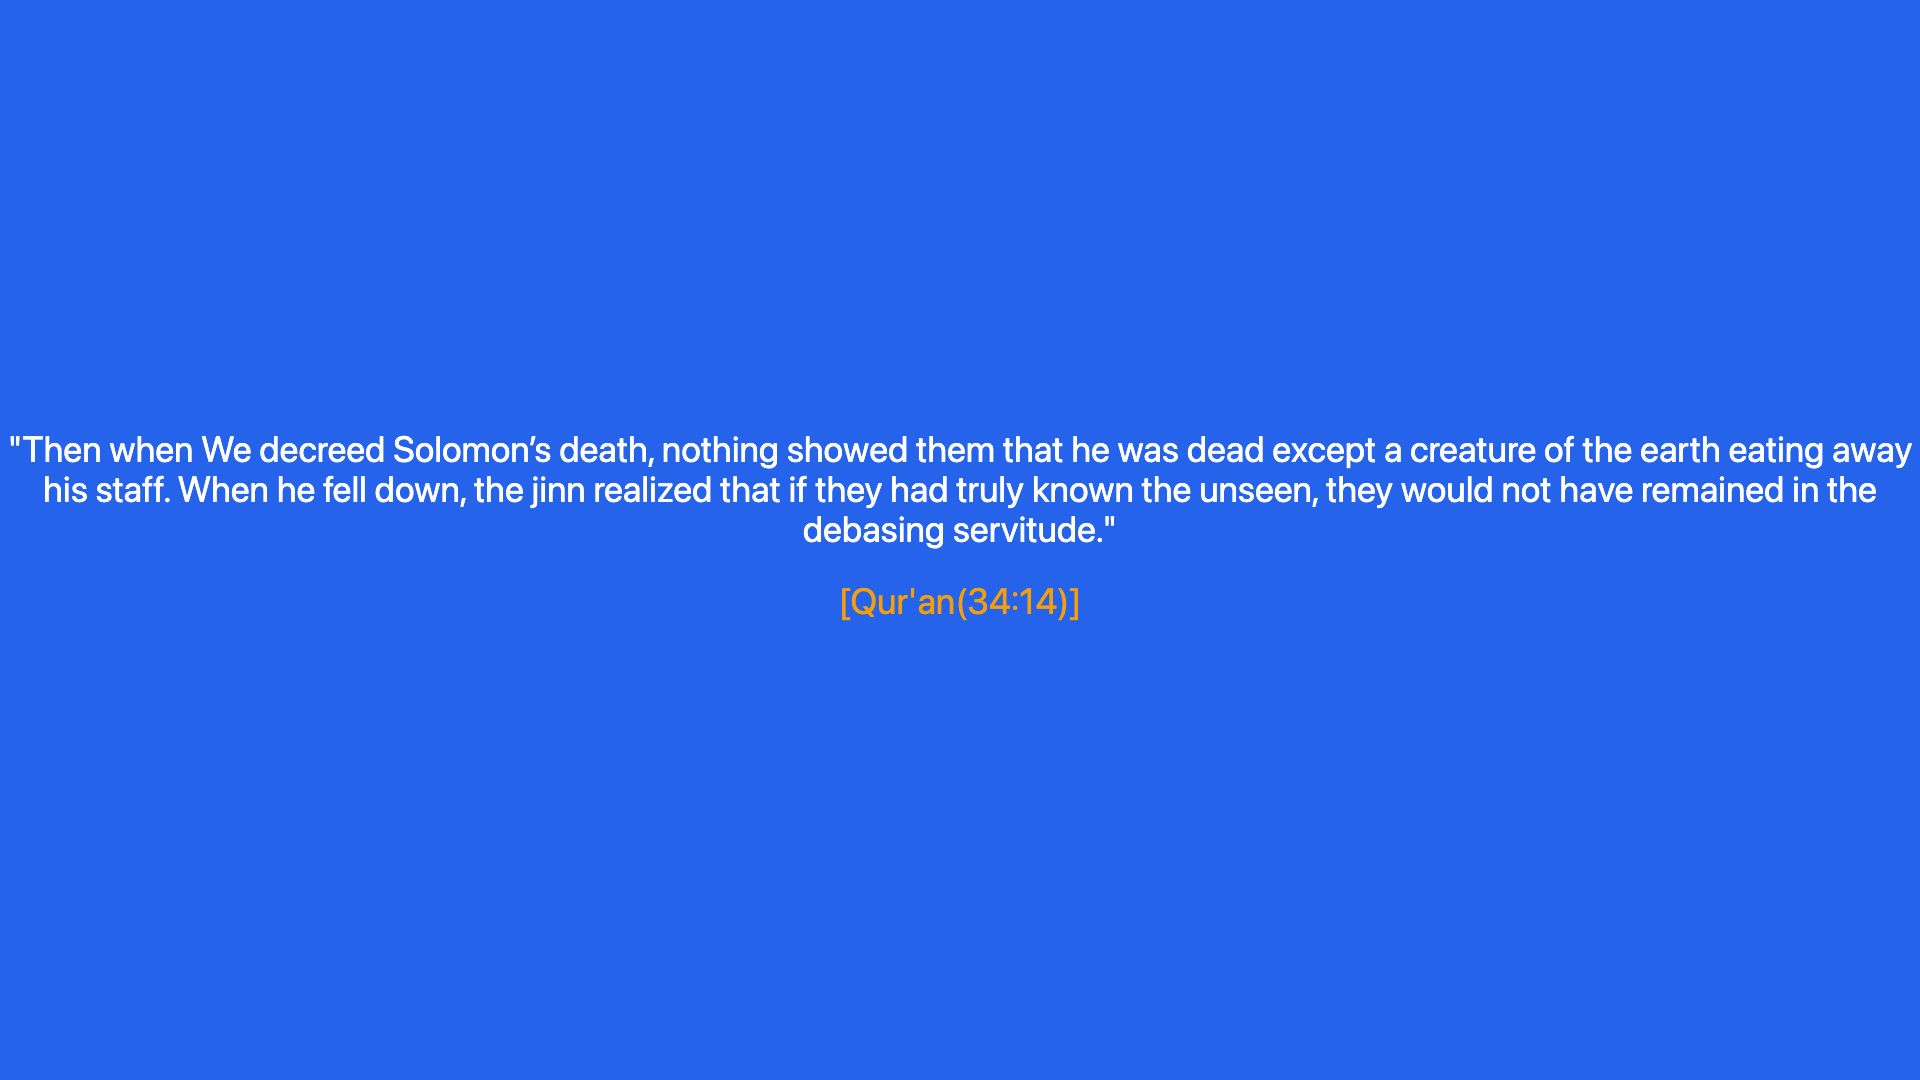 "Then when We decreed Solomon’s death, nothing showed them that he was dead except a creature of the earth eating away
his staff. When he fell down, the jinn realized that if they had truly known the unseen, they would not have remained in the
debasing servitude."
[Qur'an(34:14)]